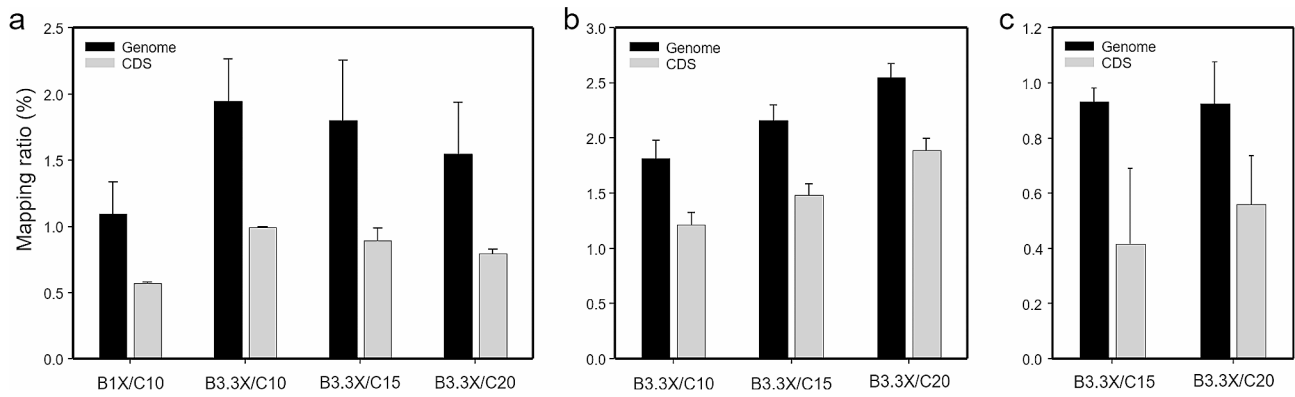 a
Mapping ratio (%)
2.5
2.0
1.5
1.0
0.5
0.0
Genome
CDS
B1X/C10
B3.3X/C10
B3.3X/C15
B3.3X/C20
b
3.0
2.5
2.0
1.5
1.0
0.5
0.0
Genome
CDS
B3.3X/C10
B3.3X/C15
B3.3X/C20
c
1.2
1.0
0.8
0.6
0.4
0.2
0.0
Genome
CDS
B3.3X/C15
B3.3X/C20